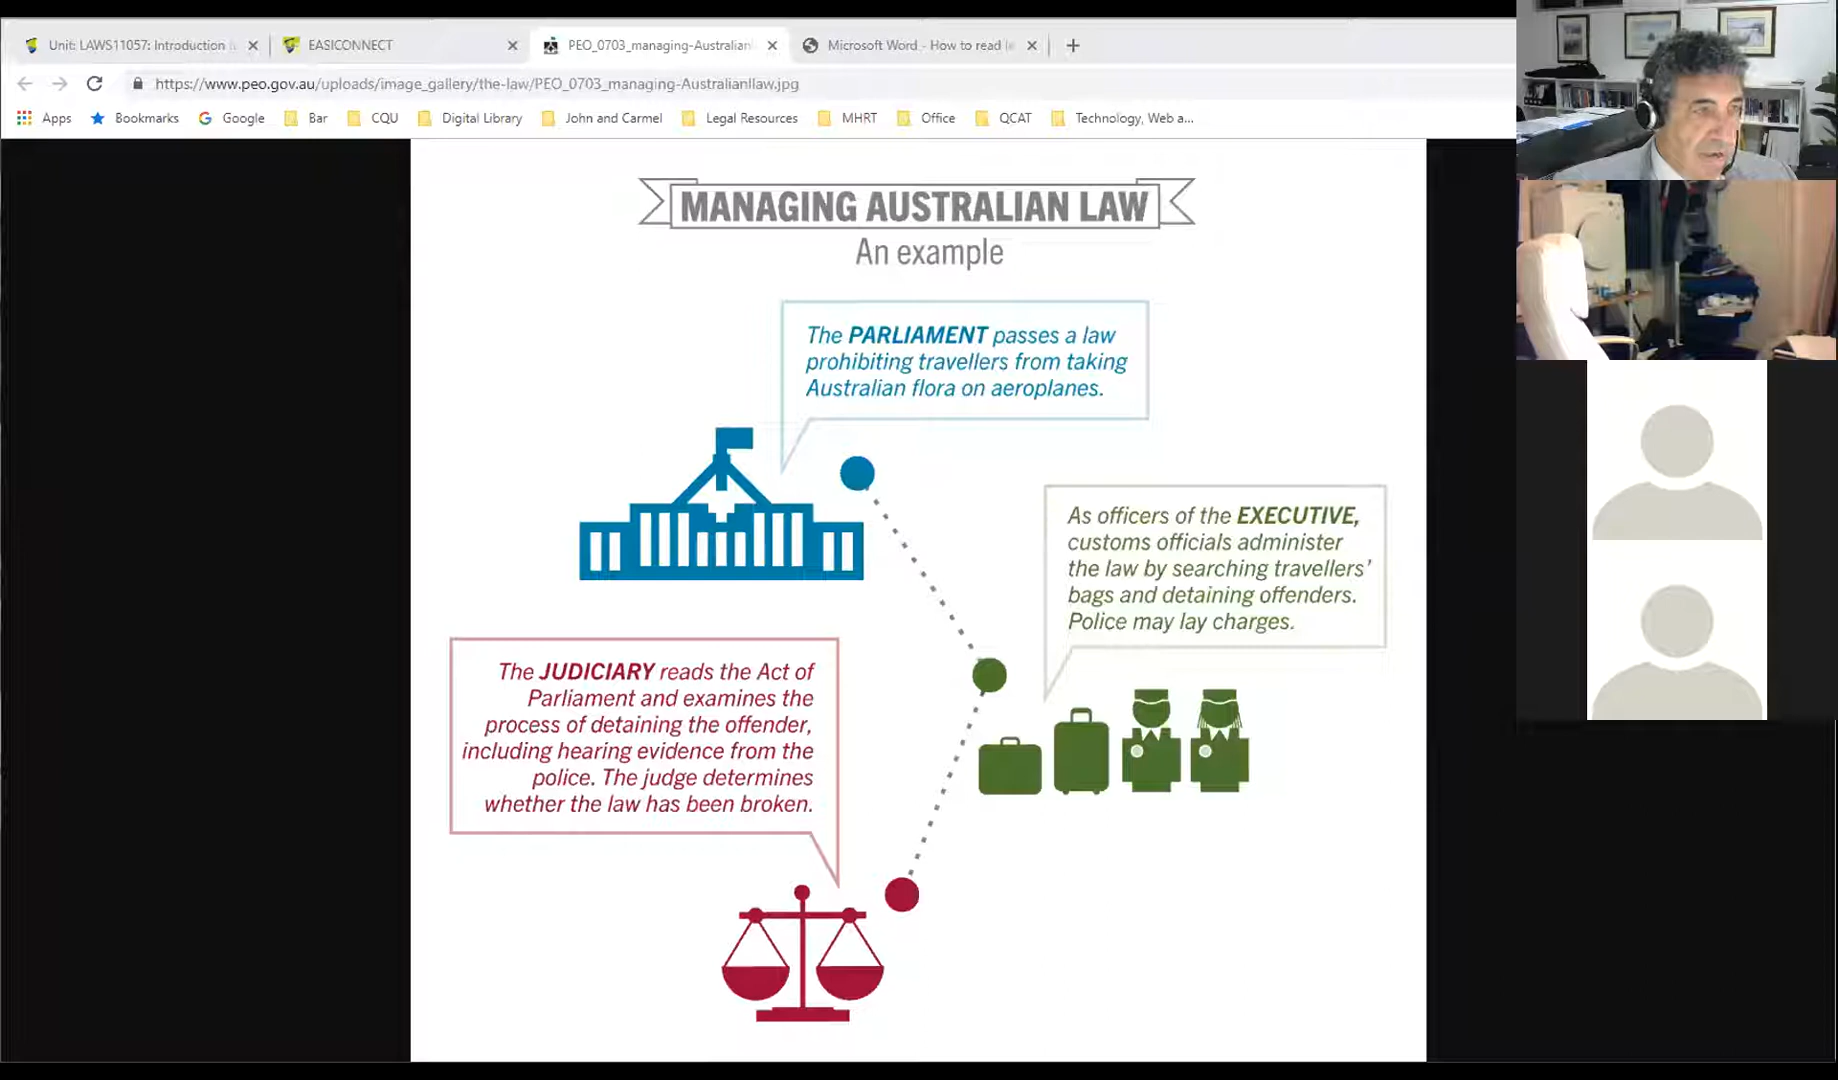 Unit: LAWS11057: Introduction
EASICONNECT
PEO_0703_managing-Australian
Microsoft Word - How to read le
https://www.peo.gov.au/uploads/image_gallery/the-law/PEO_0703_managing-Australianllaw.jpg
Apps
Bookmarks
Google
Bar
CQU
Digital Library
John and Carmel
Legal Resources
MHRT
Office
QCAT
Technology, Web a...
MANAGING AUSTRALIAN LAW
An example
The PARLIAMENT passes a law
prohibiting travellers from taking
Australian flora on aeroplanes.
As officers of the EXECUTIVE,
customs officials administer
the law by searching travellers'
bags and detaining offenders.
Police may lay charges.
The JUDICIARY reads the Act of
Parliament and examines the
process of detaining the offender,
including hearing evidence from the
police. The judge determines
whether the law has been broken.